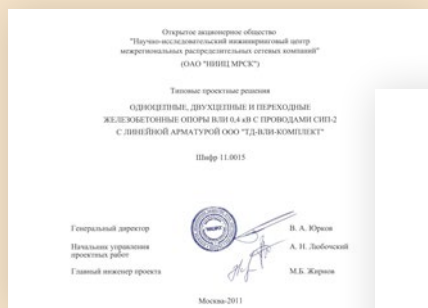 Открытое акционерное общество
"Научно-исследовательский инжиниринговый центр
межрегиональных распределительных сетевых компаний"
(ОАО "НИИЦ МРСК")
Типовые проектные решения
ОДНОЦЕПНЫЕ, ДВУХЦЕПНЫЕ И ПЕРЕХОДНЫЕ
ЖЕЛЕЗОБЕТОННЫЕ ОПОРЫ ВЛИ 0,4 кВ С ПРОВОДАМИ СИП-2
С ЛИНЕЙНОЙ АРМАТУРОЙ ООО "ТД-ВЛИ-КОМПЛЕКТ"
Шифр 11.0015
Генеральный директор В. А. Юрков
Начальник управления
проектных работ А. Н. Любочский
Главный инженер проекта М.Б. Жирнов
Москва-2011